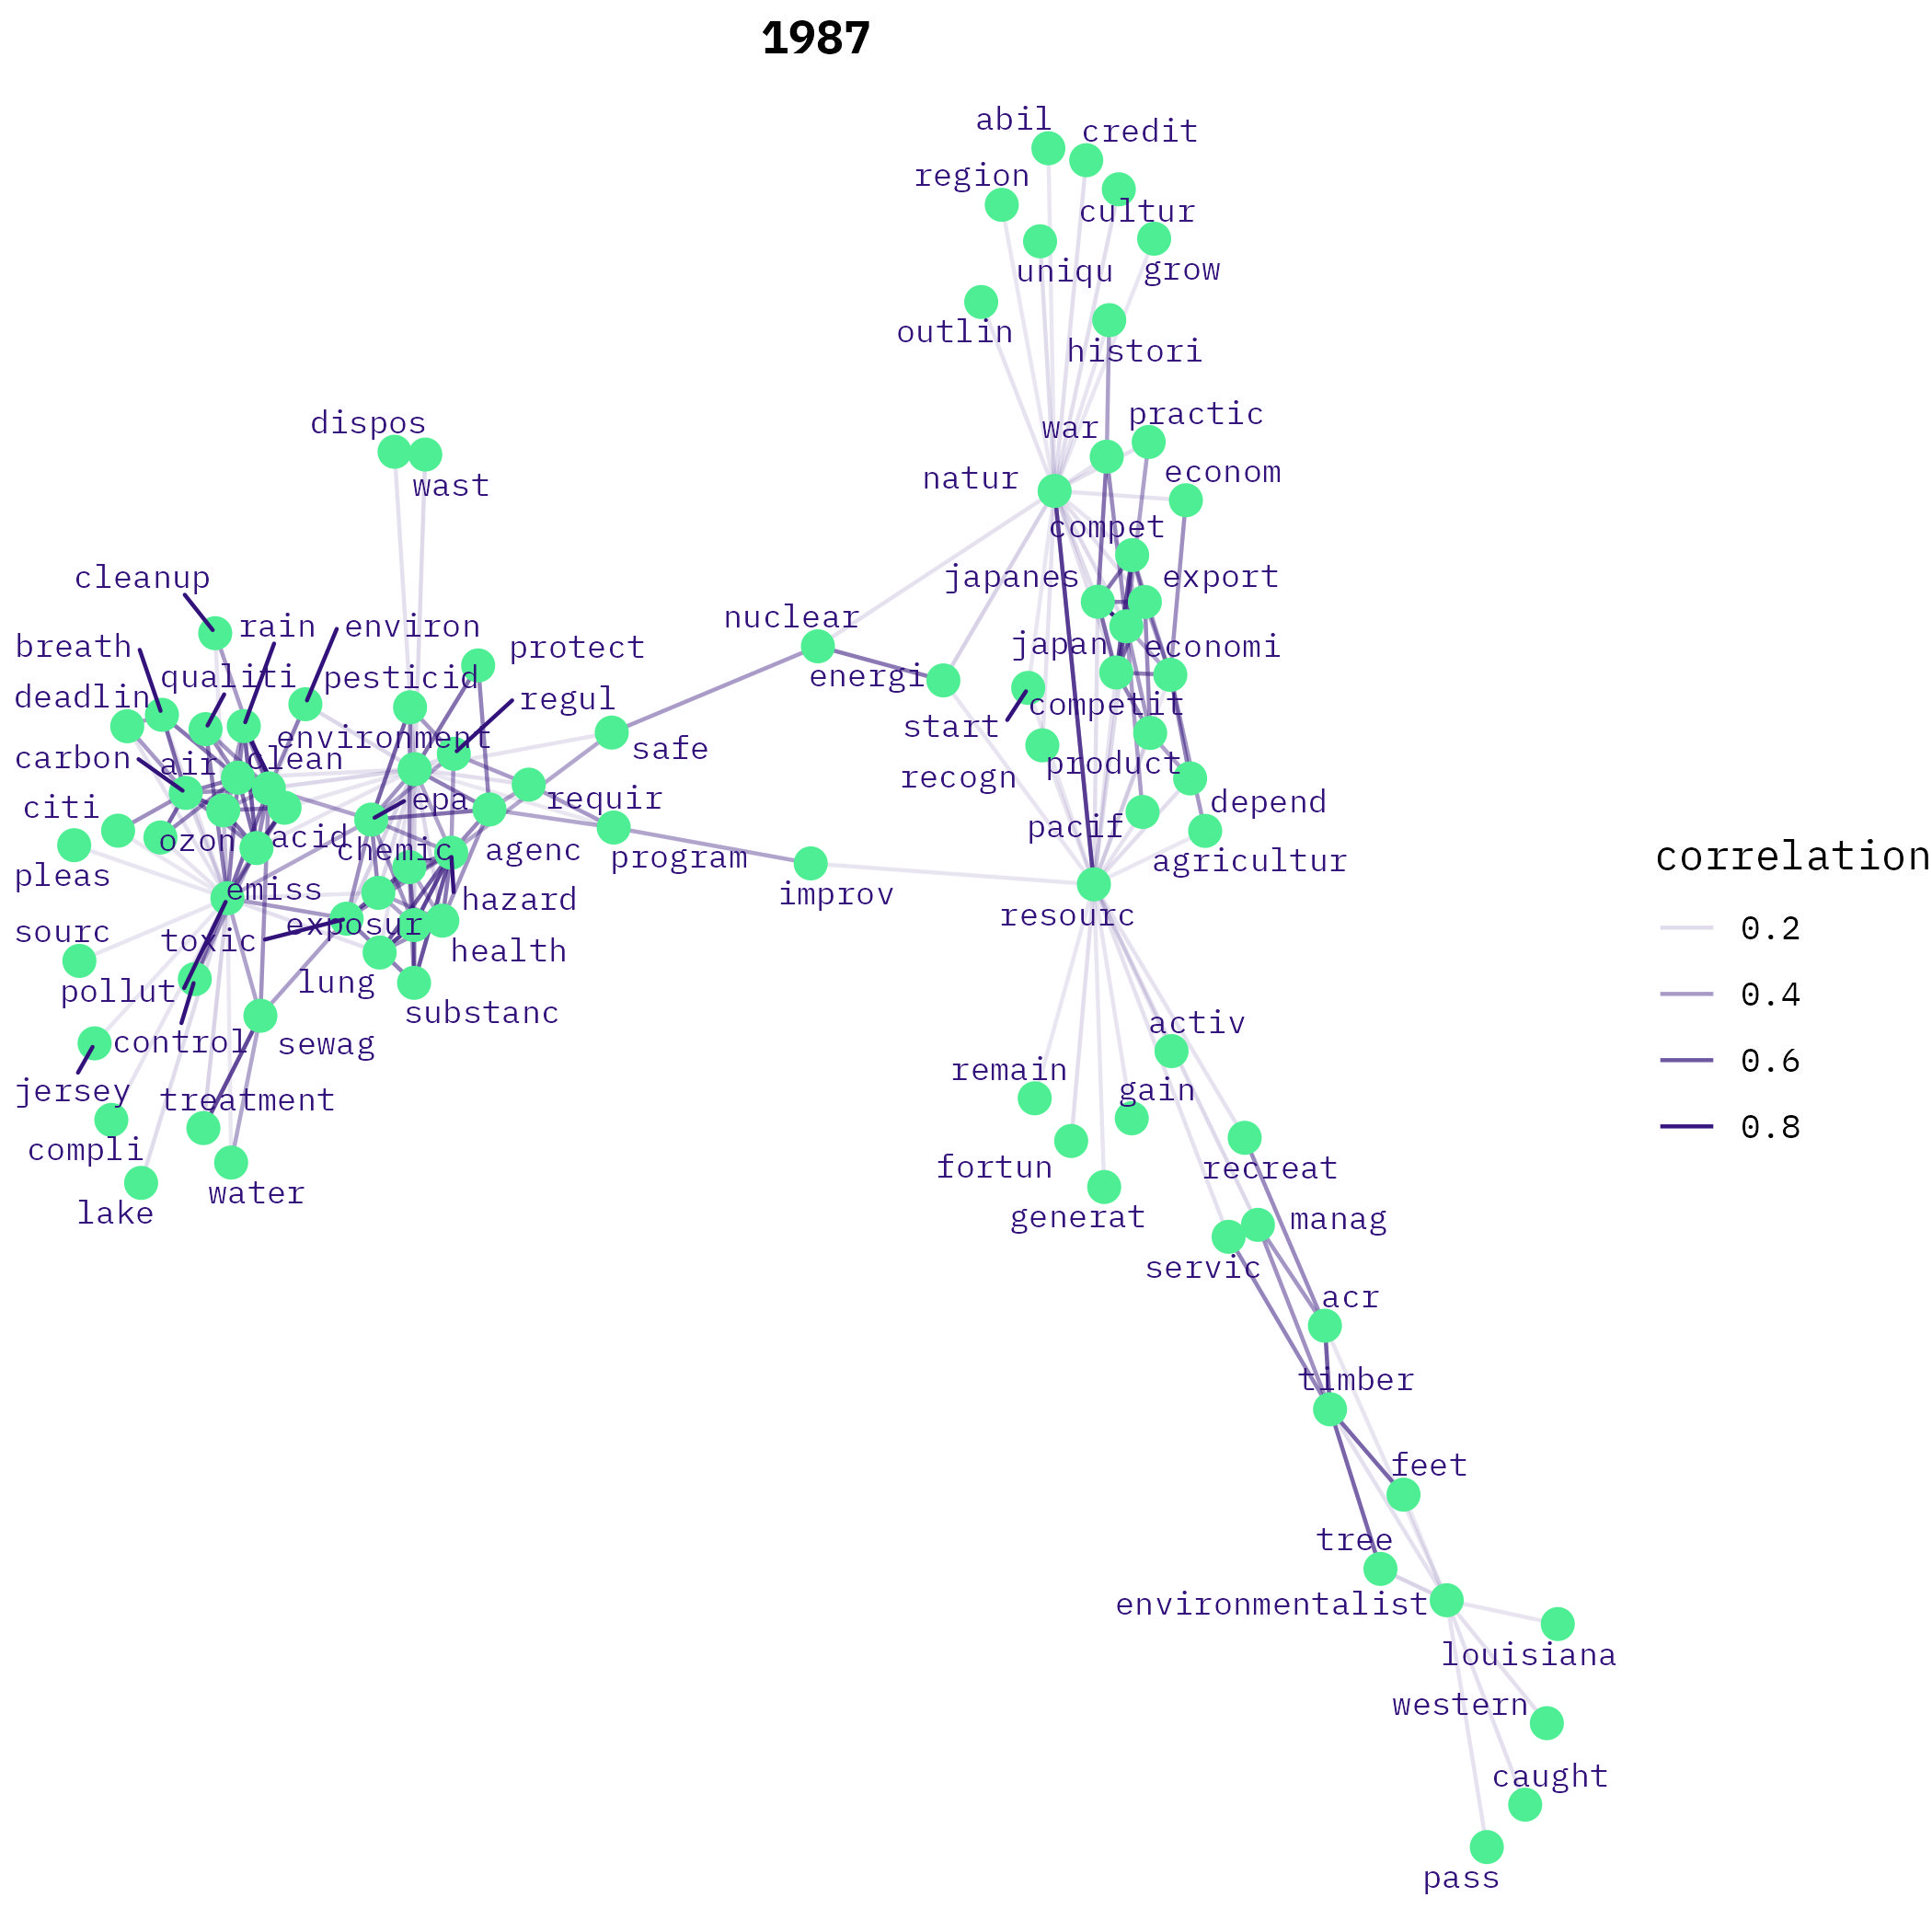 1987
abil
credit
region
cultur
uniqu
grow
outlin
histori
dispos
practic
war
wast
natur
econom
compet
cleanup
japanes
export
nuclear
rain
environ
breath
protect
japan
economi
qualiti
pesticid
energi
deadlin
regul
competit
start
environment
safe
carbon
air
clean
product
recogn
epa
requir
citi
depend
pacif
ozon
acid
chemic
agenc
program
agricultur
correlation
pleas
emiss
hazard
improv
resourc
exposur
0.2
sourc
toxic
health
lung
pollut
0.4
substanc
activ
control
sewag
0.6
remain
jersey
treatment
gain
0.8
compli
fortun
recreat
water
lake
generat
manag
servic
acr
timber
feet
tree
environmentalist
louisiana
western
caught
pass